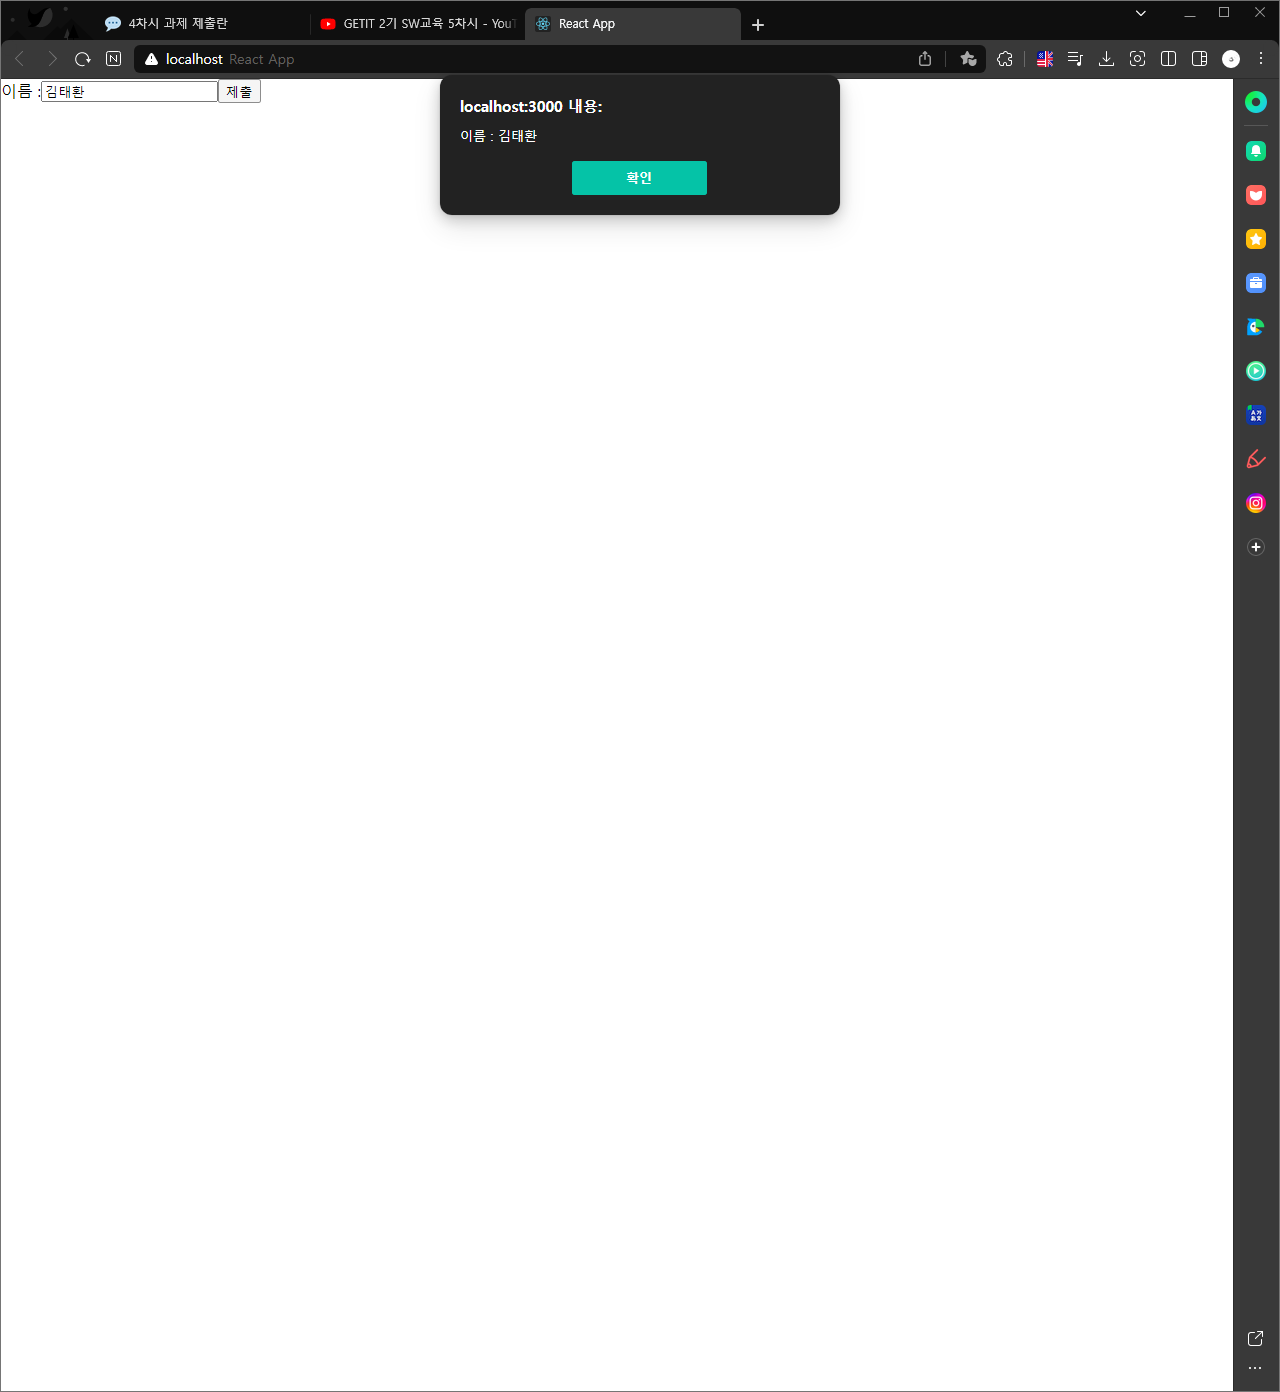 4차시 과제 제출란
GETIT 2기 SW교육 5차시 - YouT
React App
localhost React App
이름 : 김태환 제출
localhost:3000 내용:
이름 : 김태환
확인